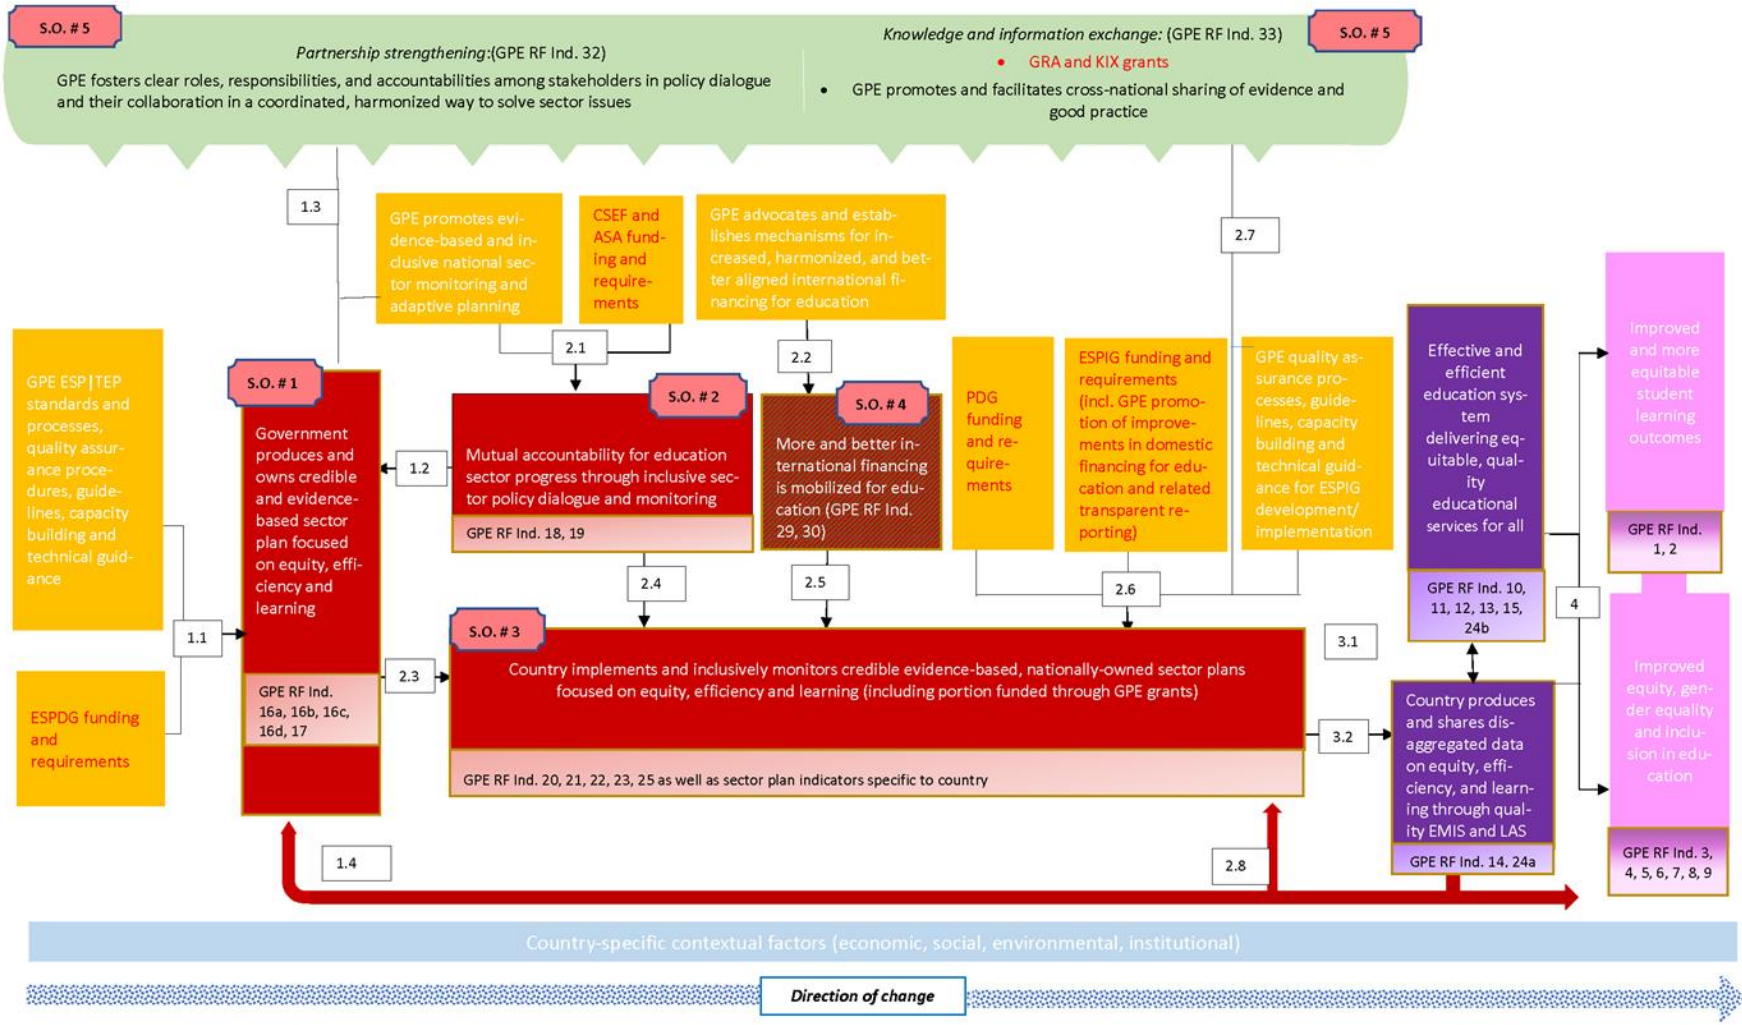 S.O. # 5
Partnership strengthening:(GPE RF Ind. 32)
GPE fosters clear roles, responsibilities, and accountabilities among stakeholders in policy dialogue
and their collaboration in a coordinated, harmonized way to solve sector issues
Knowledge and information exchange: (GPE RF Ind. 33)
• GRA and KIX grants
• GPE promotes and facilitates cross-national sharing of evidence and
good practice
S.O. # 5
1.3
GPE promotes evi-
dence-based and in-
clusive national sec-
tor monitoring and
adaptive planning
CSEF and
ASA fund-
ing and
require-
ments
GPE advocates and estab-
lishes mechanisms for in-
creased, harmonized, and bet-
ter aligned international fi-
nancing for education
2.7
2.1
2.2
GPE ESP|TEP
standards and
processes,
quality assur-
ance proce-
dures, guide-
lines, capacity
building and
technical guid-
ance
ESPDG funding
and
requirements
1.1
S.O. # 1
Government
produces and
owns credible
and evidence-
based sector
plan focused
on equity, effi-
ciency and
learning
GPE RF Ind.
16a, 16b, 16c,
16d, 17
1.2
S.O. # 2
Mutual accountability for education
sector progress through inclusive sec-
tor policy dialogue and monitoring
GPE RF Ind. 18, 19
S.O. # 4
More and better in-
ternational financing
is mobilized for edu-
cation (GPE RF Ind.
29, 30)
PDG
funding
and re-
quire-
ments
ESPIG funding and
requirements
(incl. GPE promo-
tion of improve-
ments in domestic
financing for edu-
cation and related
transparent re-
porting)
GPE quality as-
surance pro-
cesses, guide-
lines, capacity
building and
technical guid-
ance for ESPIG
development/
implementation
2.4
2.5
2.6
2.3
S.O. # 3
Country implements and inclusively monitors credible evidence-based, nationally-owned sector plans
focused on equity, efficiency and learning (including portion funded through GPE grants)
GPE RF Ind. 20, 21, 22, 23, 25 as well as sector plan indicators specific to country
3.1
3.2
Effective and
efficient
education sys-
tem
delivering eq-
uitable, qual-
ity
educational
services for all
GPE RF Ind. 10,
11, 12, 13, 15,
24b
Country produces
and shares dis-
aggregated data
on equity, effi-
ciency, and learn-
ing through qual-
ity EMIS and LAS
GPE RF Ind. 14, 24a
4
Improved
and more
equitable
student
learning
outcomes
GPE RF Ind.
1, 2
Improved
equity, gen-
der equality
and inclu-
sion in edu-
cation
GPE RF Ind. 3,
4, 5, 6, 7, 8, 9
1.4
2.8
Country-specific contextual factors (economic, social, environmental, institutional)
Direction of change